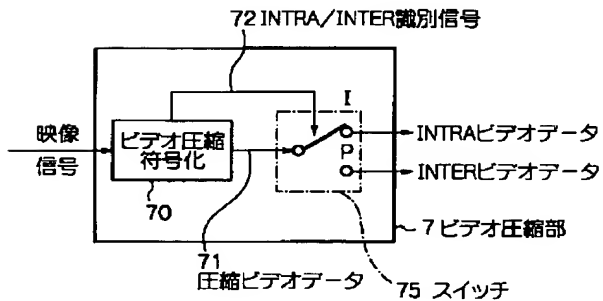 72 INTRA/INTER識別信号
映像
信号
ビデオ圧縮
符号化
70
I
P
INTRAビデオデータ
INTERビデオデータ
7 ビデオ圧縮部
71
圧縮ビデオデータ
75 スイッチ